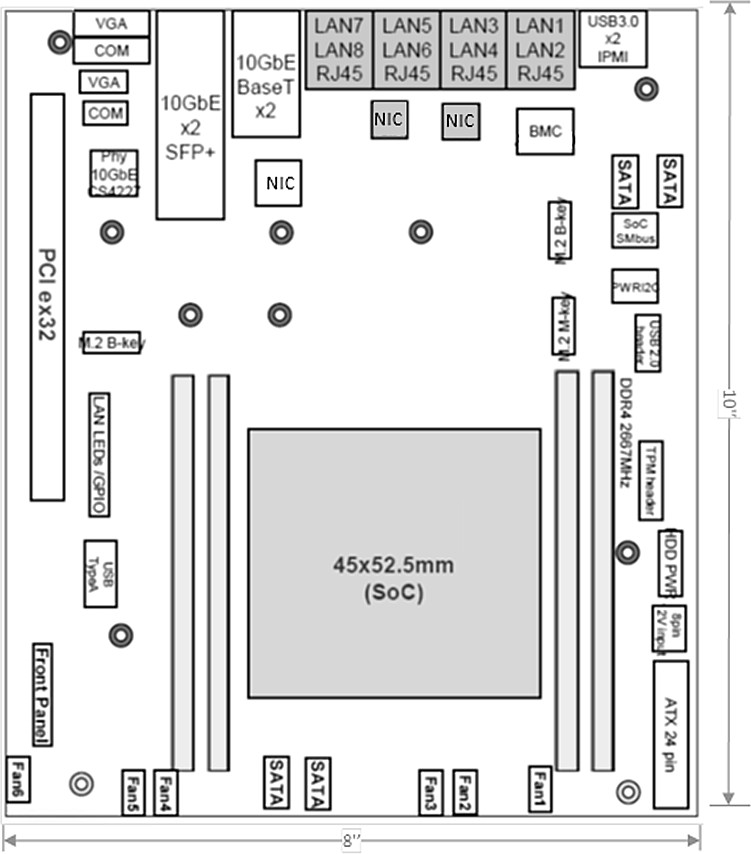 VGA
COM
VGA
COM
Phy
10GbE
CS4227
10GbE
x2
SFP+
10GbE
BaseT
x2
LAN7
LAN8
RJ45
LAN5
LAN6
RJ45
LAN3
LAN4
RJ45
LAN1
LAN2
RJ45
USB3.0
x2
IPMI
NIC
NIC
NIC
BMC
SATA
SATA
SoC
SMbus
M.2 B-key
PWRI2C
M.2 M-key
USB 2.0
header
PCI ex32
M.2 B-key
LAN LEDs /GPIO
DDR4 2667MHz
TPM header
45x52.5mm
(SoC)
USB
TypeA
HDD PWR
8pin
2V input
Front Panel
ATX 24 pin
Fan6
Fan5
Fan4
SATA
SATA
Fan3
Fan2
Fan1
10''
8''